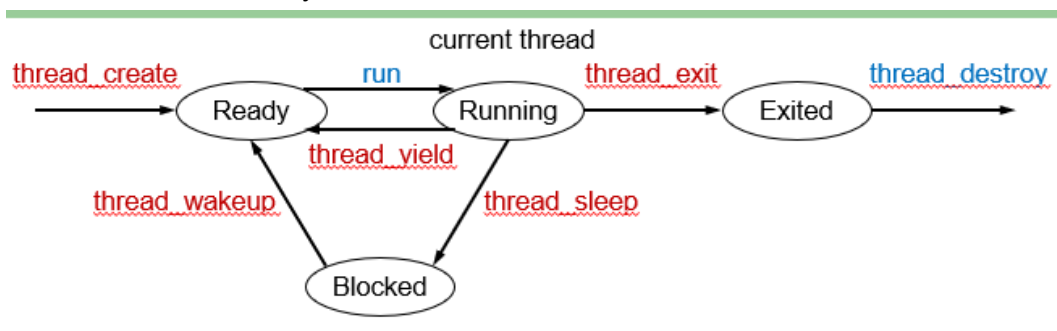 current thread
thread_create
run
thread_exit
thread_destroy
Ready
Running
Exited
thread_yield
thread_wakeup
thread_sleep
Blocked